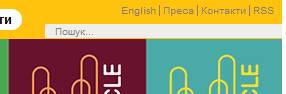 English | Преса | Контакти | RSS
ти
Пошук...
CLE
CLE